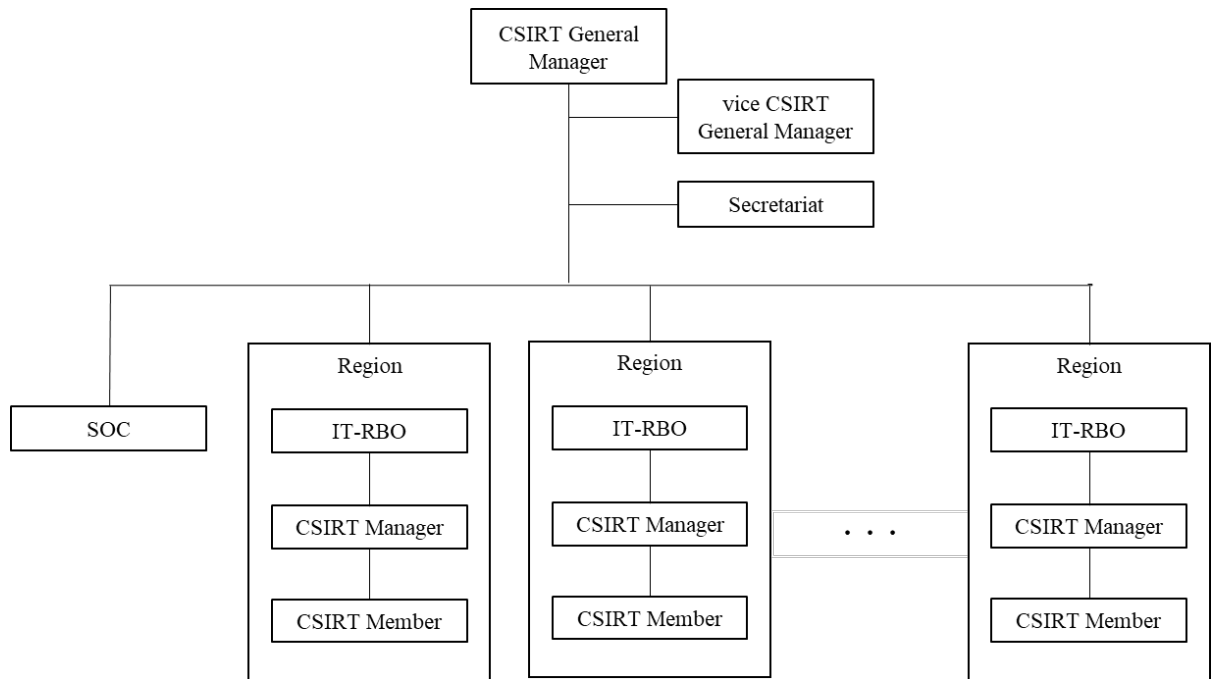 CSIRT General
Manager
vice CSIRT
General Manager
Secretariat
SOC
Region
IT-RBO
CSIRT Manager
CSIRT Member
Region
IT-RBO
CSIRT Manager
CSIRT Member
. . .
Region
IT-RBO
CSIRT Manager
CSIRT Member